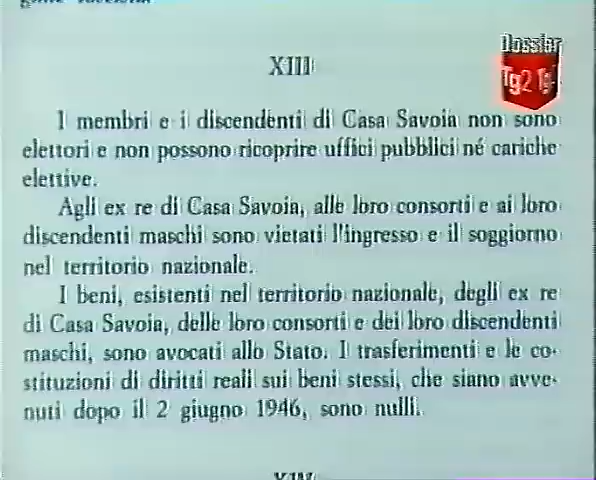 XIII
Dossier
Tg2
I membri e i discendenti di Casa Savoia non sono
elettori e non possono ricoprire uffici pubblici né cariche
elettive.
Agli ex re di Casa Savoia, alle loro consorti e ai loro
discendenti maschi sono vietati l'ingresso e il soggiorno
nel territorio nazionale.
I beni, esistenti nel territorio nazionale, degli ex re
di Casa Savoia, delle loro consorti e dei loro discendenti
maschi, sono avocati allo Stato. I trasferimenti e le co-
stituzioni di diritti reali sui beni stessi, che siano avve-
nuti dopo il 2 giugno 1946, sono nulli.
XIV